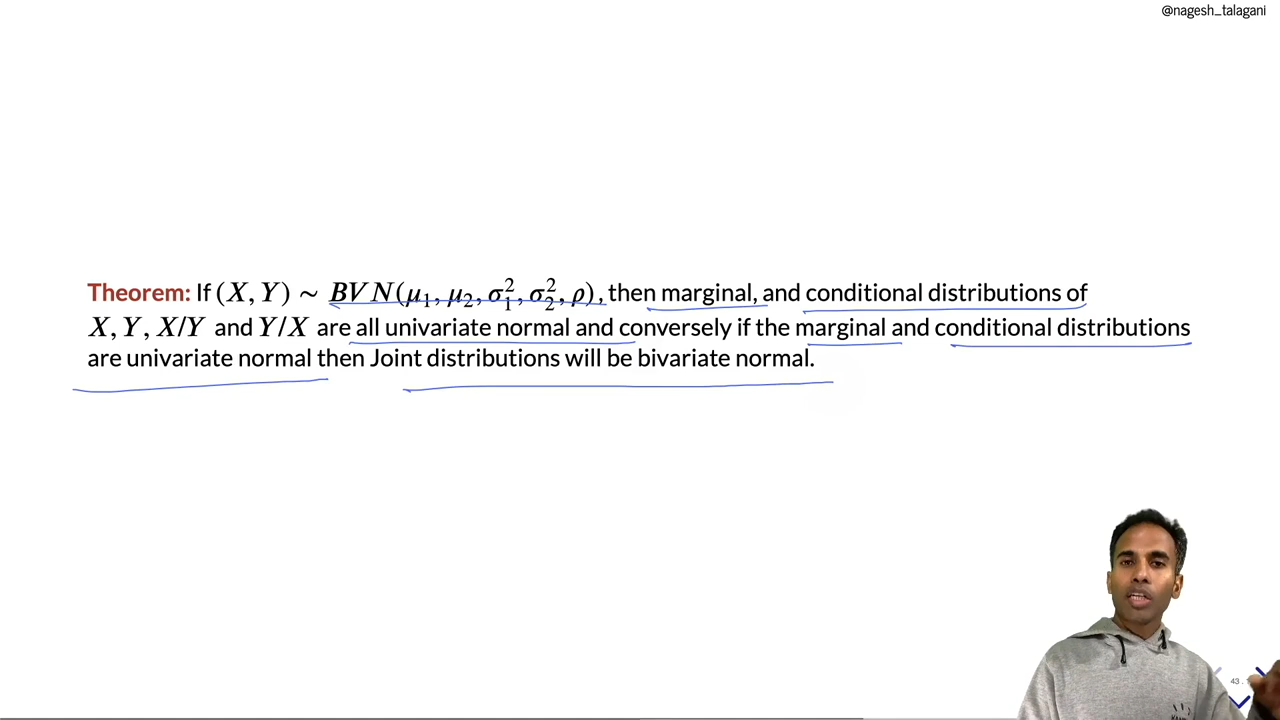 @nagesh_talagani
Theorem: If (X, Y) ∼ BVN(μ₁, μ₂, σ₁², σ₂², ρ), then marginal, and conditional distributions of
X, Y, X/Y and Y/X are all univariate normal and conversely if the marginal and conditional distributions
are univariate normal then Joint distributions will be bivariate normal.
43 .